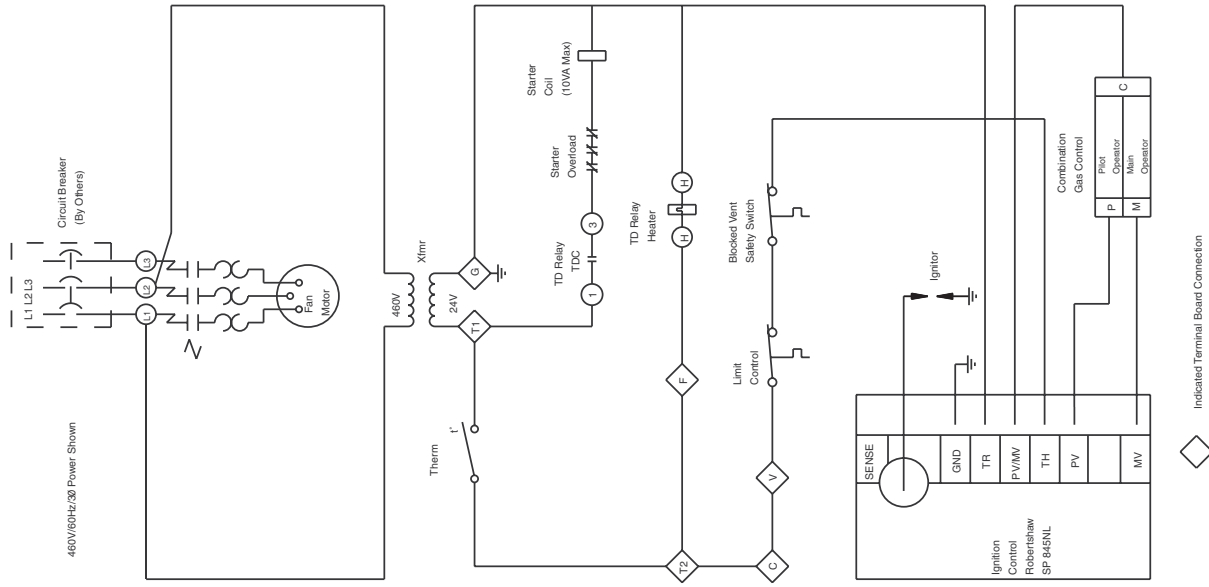 460V/60Hz/3Ø Power Shown
Circuit Breaker
(By Others)
L1 L2 L3
L1
L2
L3
Fan
Motor
460V
Xfmr
24V
T1
G
Therm
t°
TD Relay
TDC
1
3
Starter
Overload
Starter
Coil
(10VA Max)
T2
F
TD Relay
Heater
H
H
C
V
Limit
Control
Blocked Vent
Safety Switch
Ignitor
Ignition
Control
Robertshaw
SP 845NL
SENSE
GND
TR
PV/MV
TH
PV
MV
Combination
Gas Control
P
Pilot
Operator
M
Main
Operator
C
Indicated Terminal Board Connection